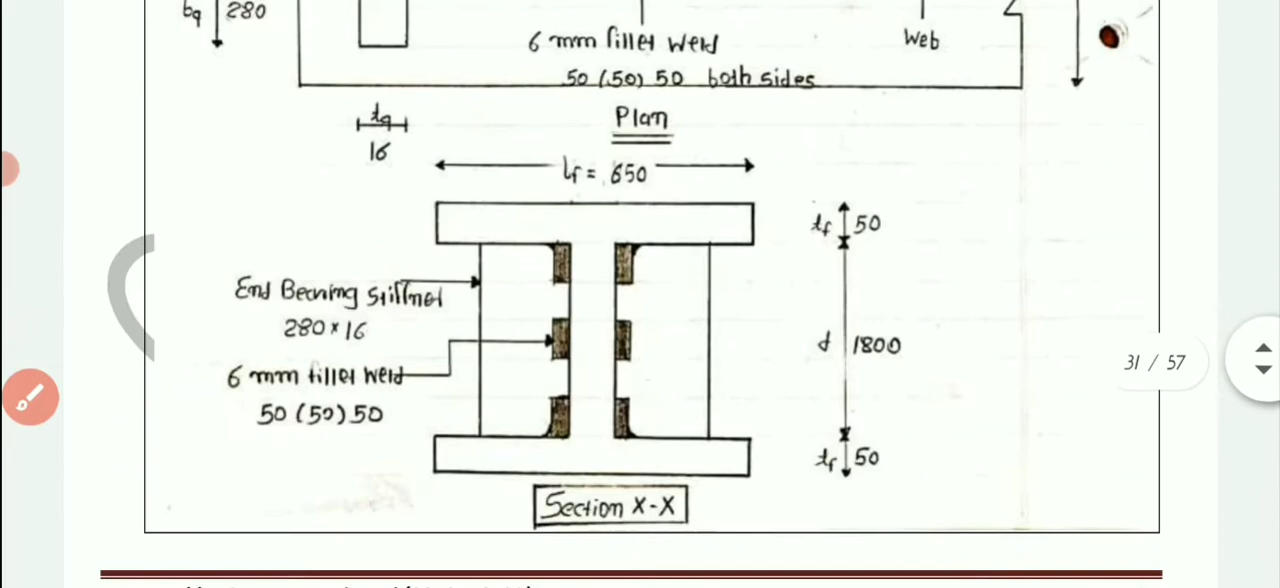 bq 280
6 mm fillet weld
Web
50 (50) 50 both sides
tq
16
Plan
lf = 650
tf 50
End Bearing Stiffner
280 × 16
d 1800
6 mm fillet weld
50 (50) 50
31 / 57
tf 50
Section X-X